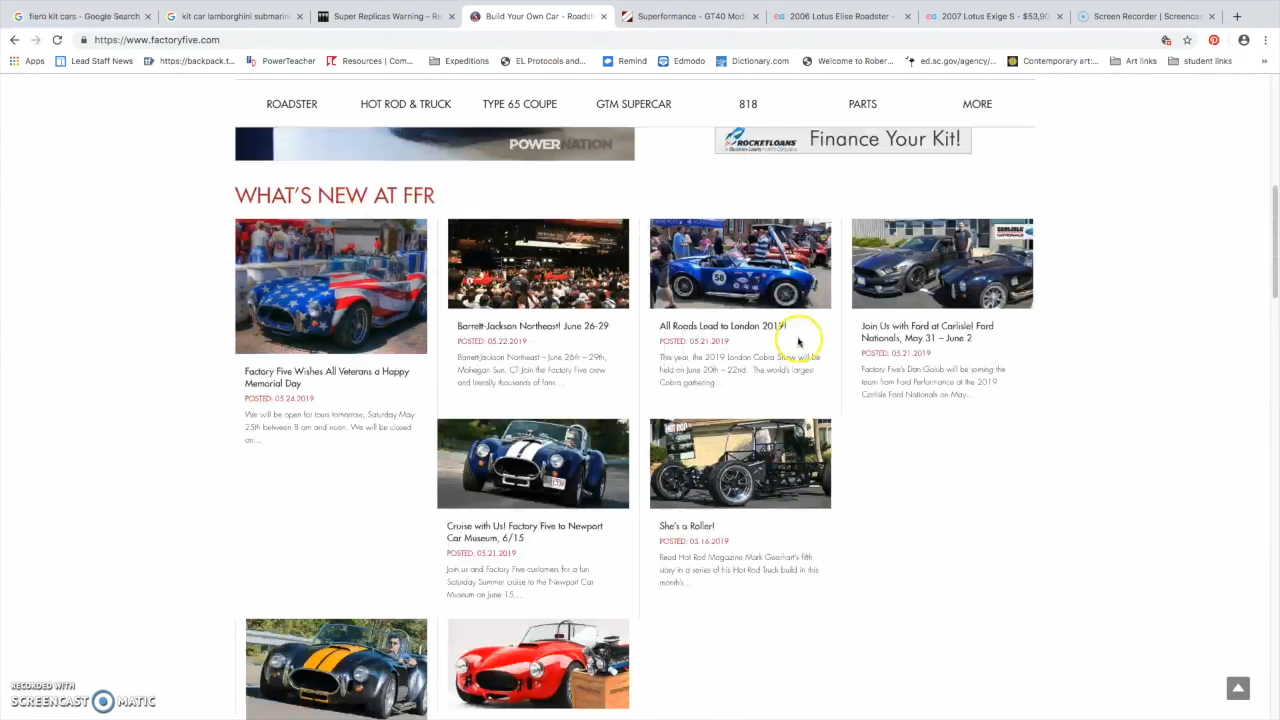 fiero kit cars - Google Search
kit car lamborghini submarin
Super Replicas Warning - Re
Build Your Own Car - Roadst
Superformance - GT40 Mod
2006 Lotus Elise Roadster -
2007 Lotus Exige S - $53,90
Screen Recorder | Screencas
https://www.factoryfive.com
Apps
Lead Staff News
https://backpack.t...
PowerTeacher
Resources | Com...
Expeditions
EL Protocols and...
Remind
Edmodo
Dictionary.com
Welcome to Rober...
ed.sc.gov/agency/...
Contemporary art:...
Art links
student links
»
ROADSTER
HOT ROD & TRUCK
TYPE 65 COUPE
GTM SUPERCAR
818
PARTS
MORE
POWERNATION
ROCKETLOANS
Finance Your Kit!
WHAT'S NEW AT FFR
Factory Five Wishes All Veterans a Happy
Memorial Day
POSTED: 05.24.2019
We will be open for tours tomorrow, Saturday May
25th between 8 am and noon. We will be closed
on...
Barrett-Jackson Northeast! June 26-29
POSTED: 05.22.2019
Barrett-Jackson Northeast – June 26th – 29th,
Mohegan Sun, CT Join the Factory Five crew
and literally thousands of fans...
58
All Roads Lead to London 2019!
POSTED: 05.21.2019
This year, the 2019 London Cobra Show will be
held on June 20th – 22nd. The world's largest
Cobra gathering...
CARLISLE
NATIONALS
Join Us with Ford at Carlisle! Ford
Nationals, May 31 – June 2
POSTED: 05.21.2019
Factory Five's Dan Golub will be joining the
team from Ford Performance at the 2019
Carlisle Ford Nationals on May...
Cruise with Us! Factory Five to Newport
Car Museum, 6/15
POSTED: 05.21.2019
Join us and Factory Five customers for a fun
Saturday Summer cruise to the Newport Car
Museum on June 15,...
HOT ROD
She's a Roller!
POSTED: 05.16.2019
Read Hot Rod Magazine Mark Gearhart's fifth
story in a series of his Hot Rod Truck build in this
month's...
RECORDED WITH
SCREENCAST MATIC